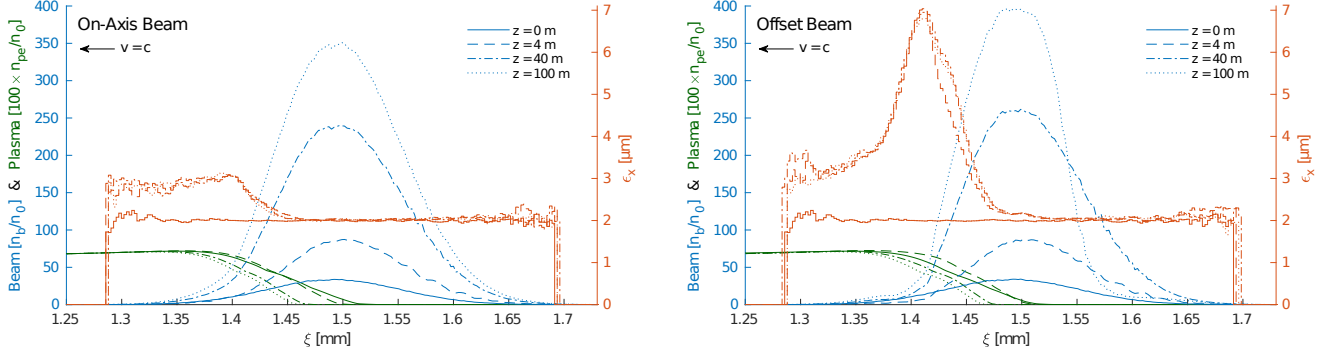 On-Axis Beam
v = c
z = 0 m
z = 4 m
z = 40 m
z = 100 m
Beam [n_b/n_0] & Plasma [100 × n_pe/n_0]
400
350
300
250
200
150
100
50
0
7
6
5
4
3
2
1
0
ϵ_x [μm]
1.25 1.3 1.35 1.4 1.45 1.5 1.55 1.6 1.65 1.7
ξ [mm]
Offset Beam
v = c
z = 0 m
z = 4 m
z = 40 m
z = 100 m
Beam [n_b/n_0] & Plasma [100 × n_pe/n_0]
400
350
300
250
200
150
100
50
0
7
6
5
4
3
2
1
0
ϵ_x [μm]
1.25 1.3 1.35 1.4 1.45 1.5 1.55 1.6 1.65 1.7
ξ [mm]